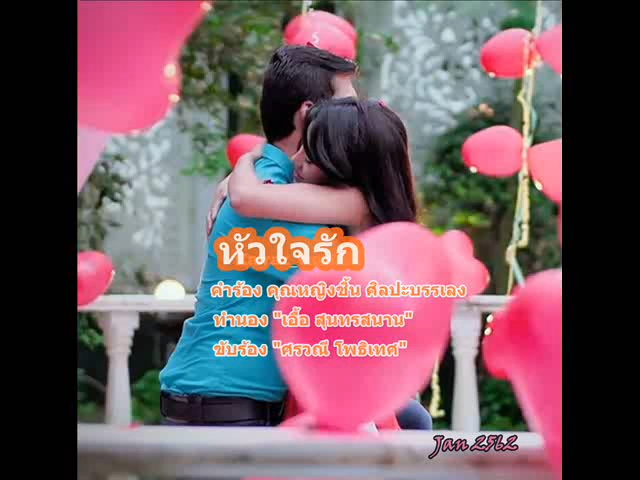 หัวใจรัก
คำร้อง คุณหญิงชิ้น ศิลปะบรรเลง
ทำนอง "เอื้อ สุนทรสนาน"
ขับร้อง "ศรวณี โพธิเทศ"
Jan 2562